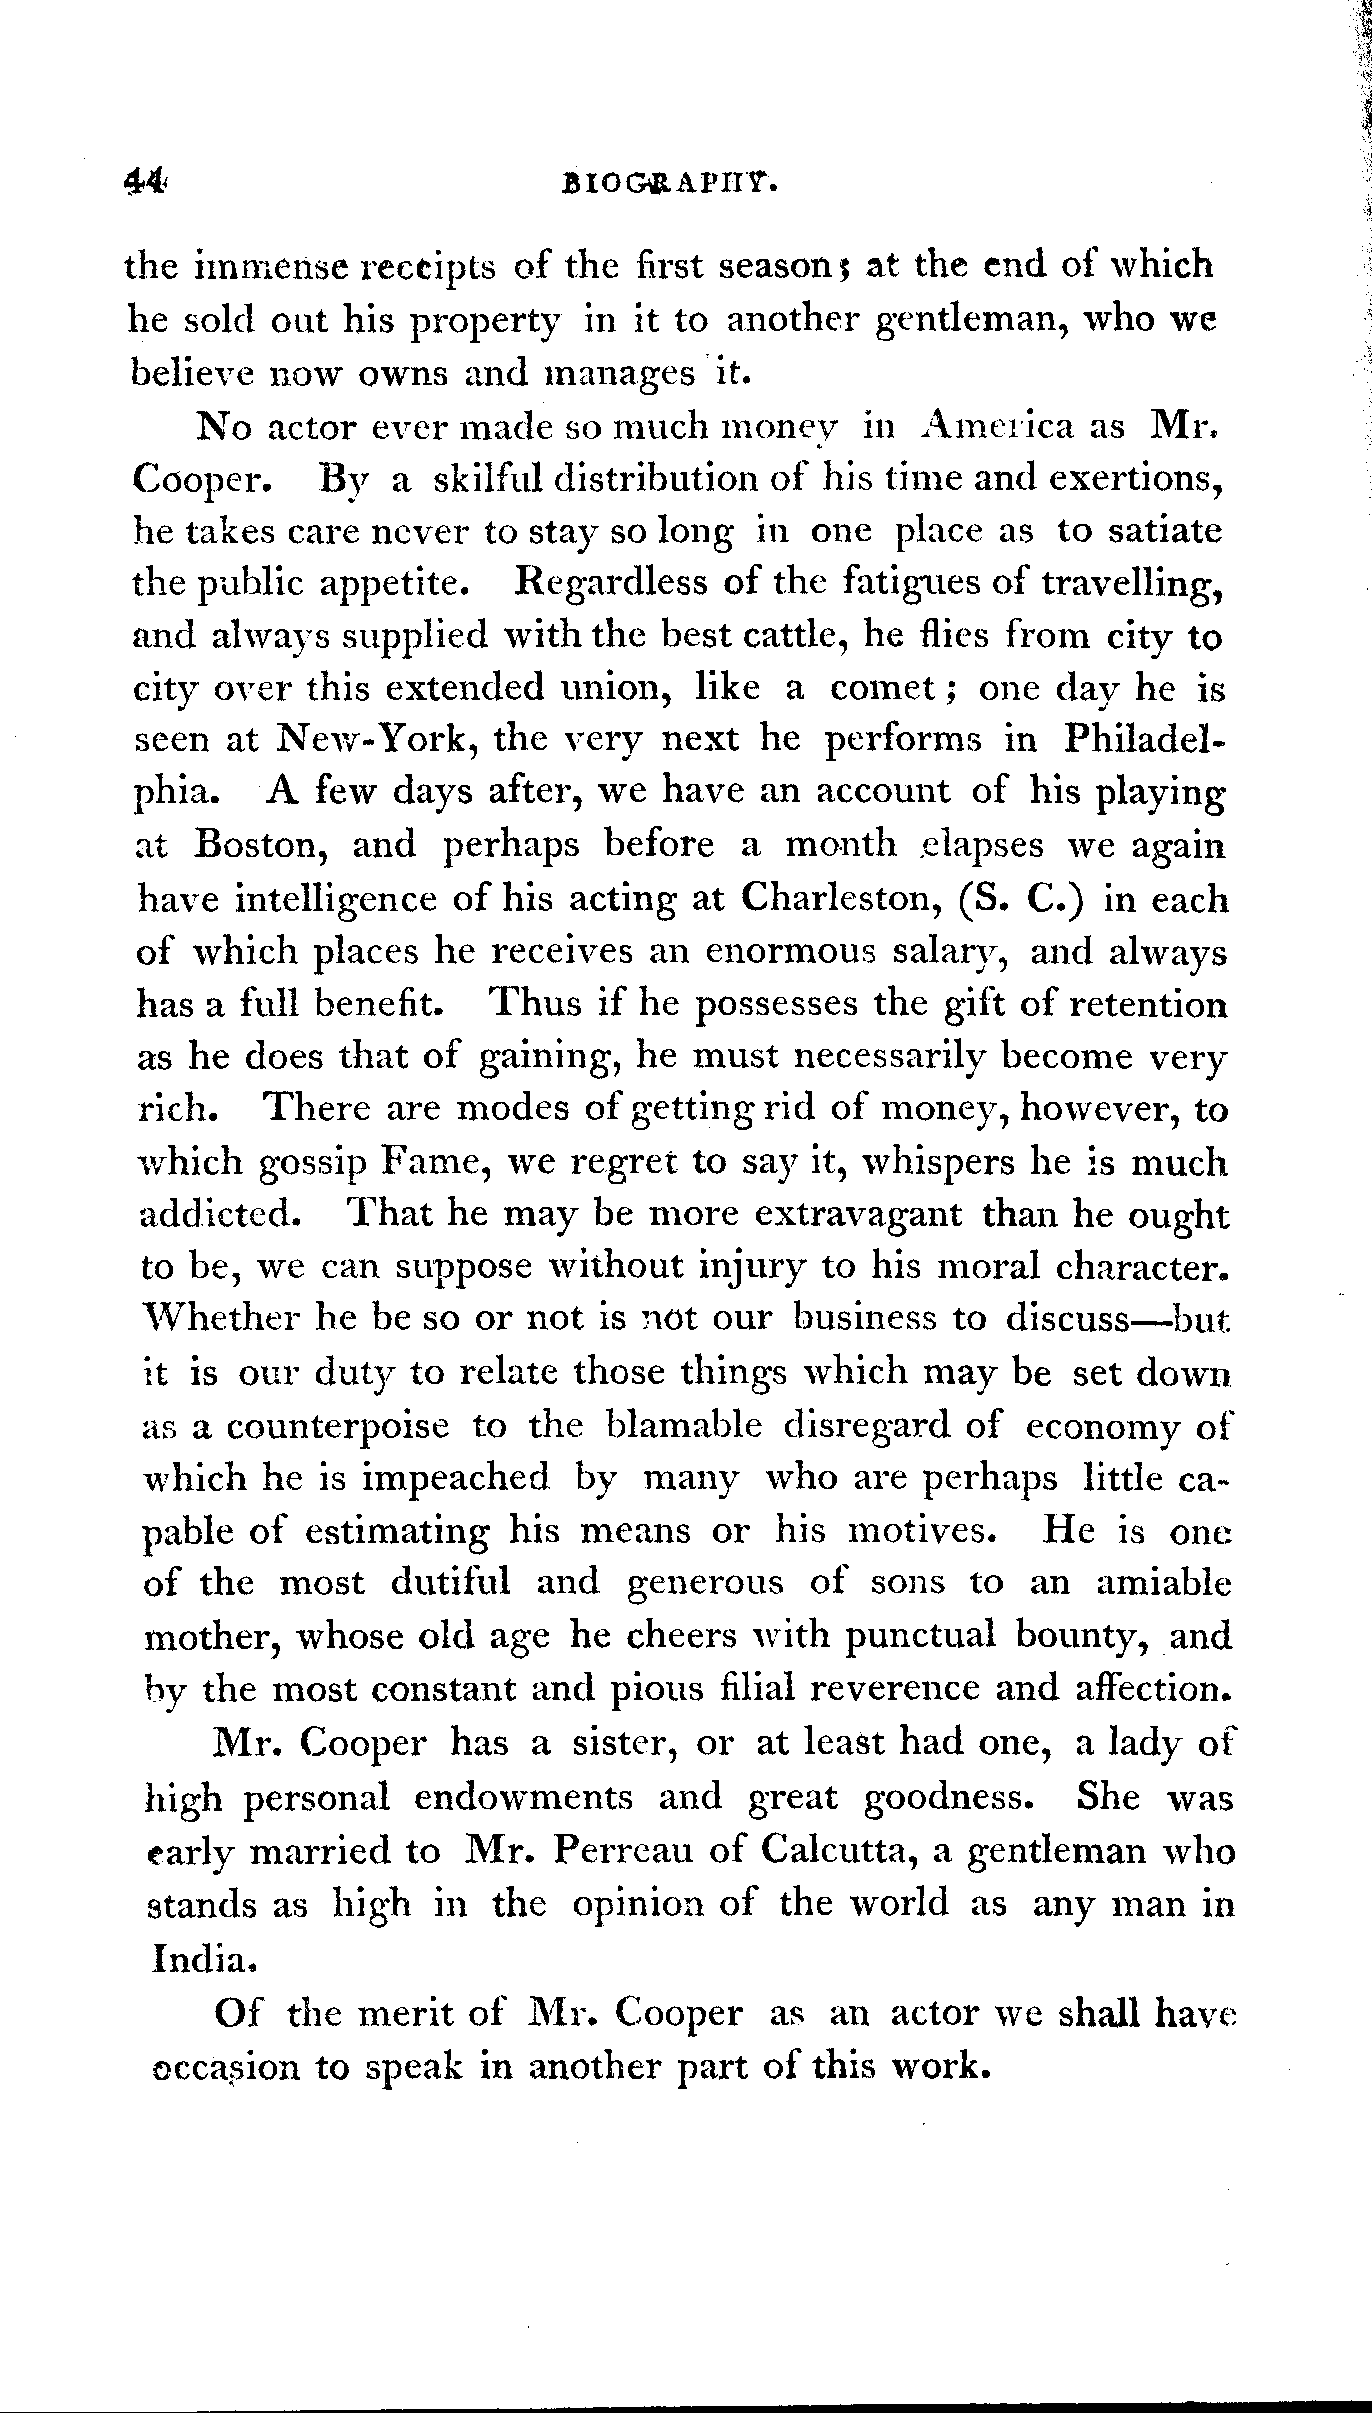 44 BIOGRAPHY.
the immense receipts of the first season; at the end of which
he sold out his property in it to another gentleman, who we
believe now owns and manages it.
No actor ever made so much money in America as Mr.
Cooper. By a skilful distribution of his time and exertions,
he takes care never to stay so long in one place as to satiate
the public appetite. Regardless of the fatigues of travelling,
and always supplied with the best cattle, he flies from city to
city over this extended union, like a comet; one day he is
seen at New-York, the very next he performs in Philadel-
phia. A few days after, we have an account of his playing
at Boston, and perhaps before a month elapses we again
have intelligence of his acting at Charleston, (S. C.) in each
of which places he receives an enormous salary, and always
has a full benefit. Thus if he possesses the gift of retention
as he does that of gaining, he must necessarily become very
rich. There are modes of getting rid of money, however, to
which gossip Fame, we regret to say it, whispers he is much
addicted. That he may be more extravagant than he ought
to be, we can suppose without injury to his moral character.
Whether he be so or not is not our business to discuss—but
it is our duty to relate those things which may be set down
as a counterpoise to the blamable disregard of economy of
which he is impeached by many who are perhaps little ca-
pable of estimating his means or his motives. He is one
of the most dutiful and generous of sons to an amiable
mother, whose old age he cheers with punctual bounty, and
by the most constant and pious filial reverence and affection.
Mr. Cooper has a sister, or at least had one, a lady of
high personal endowments and great goodness. She was
early married to Mr. Perreau of Calcutta, a gentleman who
stands as high in the opinion of the world as any man in
India.
Of the merit of Mr. Cooper as an actor we shall have
occasion to speak in another part of this work.